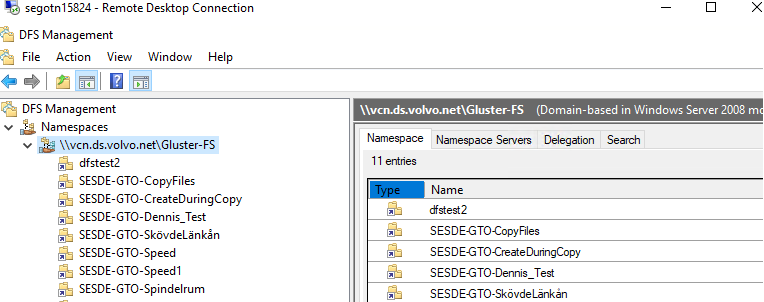 segotn15824 - Remote Desktop Connection
DFS Management
File Action View Window Help
DFS Management
Namespaces
\\vcn.ds.volvo.net\Gluster-FS
dfstest2
SESDE-GTO-CopyFiles
SESDE-GTO-CreateDuringCopy
SESDE-GTO-Dennis_Test
SESDE-GTO-SkövdeLänkån
SESDE-GTO-Speed
SESDE-GTO-Speed1
SESDE-GTO-Spindelrum
\\vcn.ds.volvo.net\Gluster-FS (Domain-based in Windows Server 2008 mo
Namespace Namespace Servers Delegation Search
11 entries
Type Name
dfstest2
SESDE-GTO-CopyFiles
SESDE-GTO-CreateDuringCopy
SESDE-GTO-Dennis_Test
SESDE-GTO-SkövdeLänkån